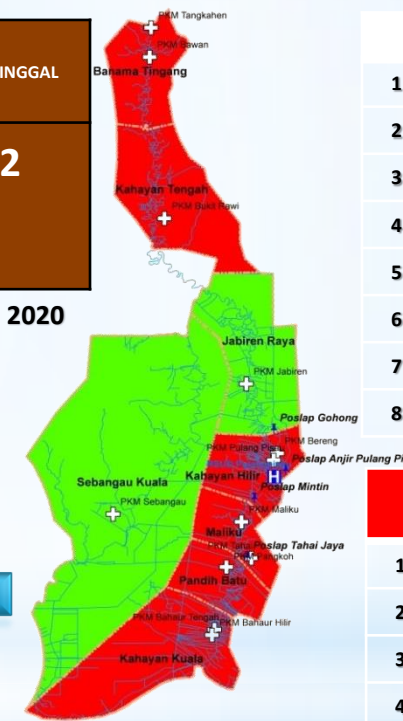 INGGAL
2
2020
PKM Tangkahen
PKM Bawan
Banama Tingang
Kahayan Tengah
PKM Bukit Rawi
Jabiren Raya
PKM Jabiren
Poslap Gohong
PKM Bereng
PKM Pulang Pisau
Poslap Anjir Pulang Pi
Kahayan Hilir
H
Poslap Mintin
Sebangau Kuala
PKM Sebangau
PKM Maliku
Maliku
Poslap Tahai Jaya
Pangkoh
Pandih Batu
PKM Bahaur Tengah
PKM Bahaur Hilir
Kahayan Kuala
1
2
3
4
5
6
7
8
1
2
3
4